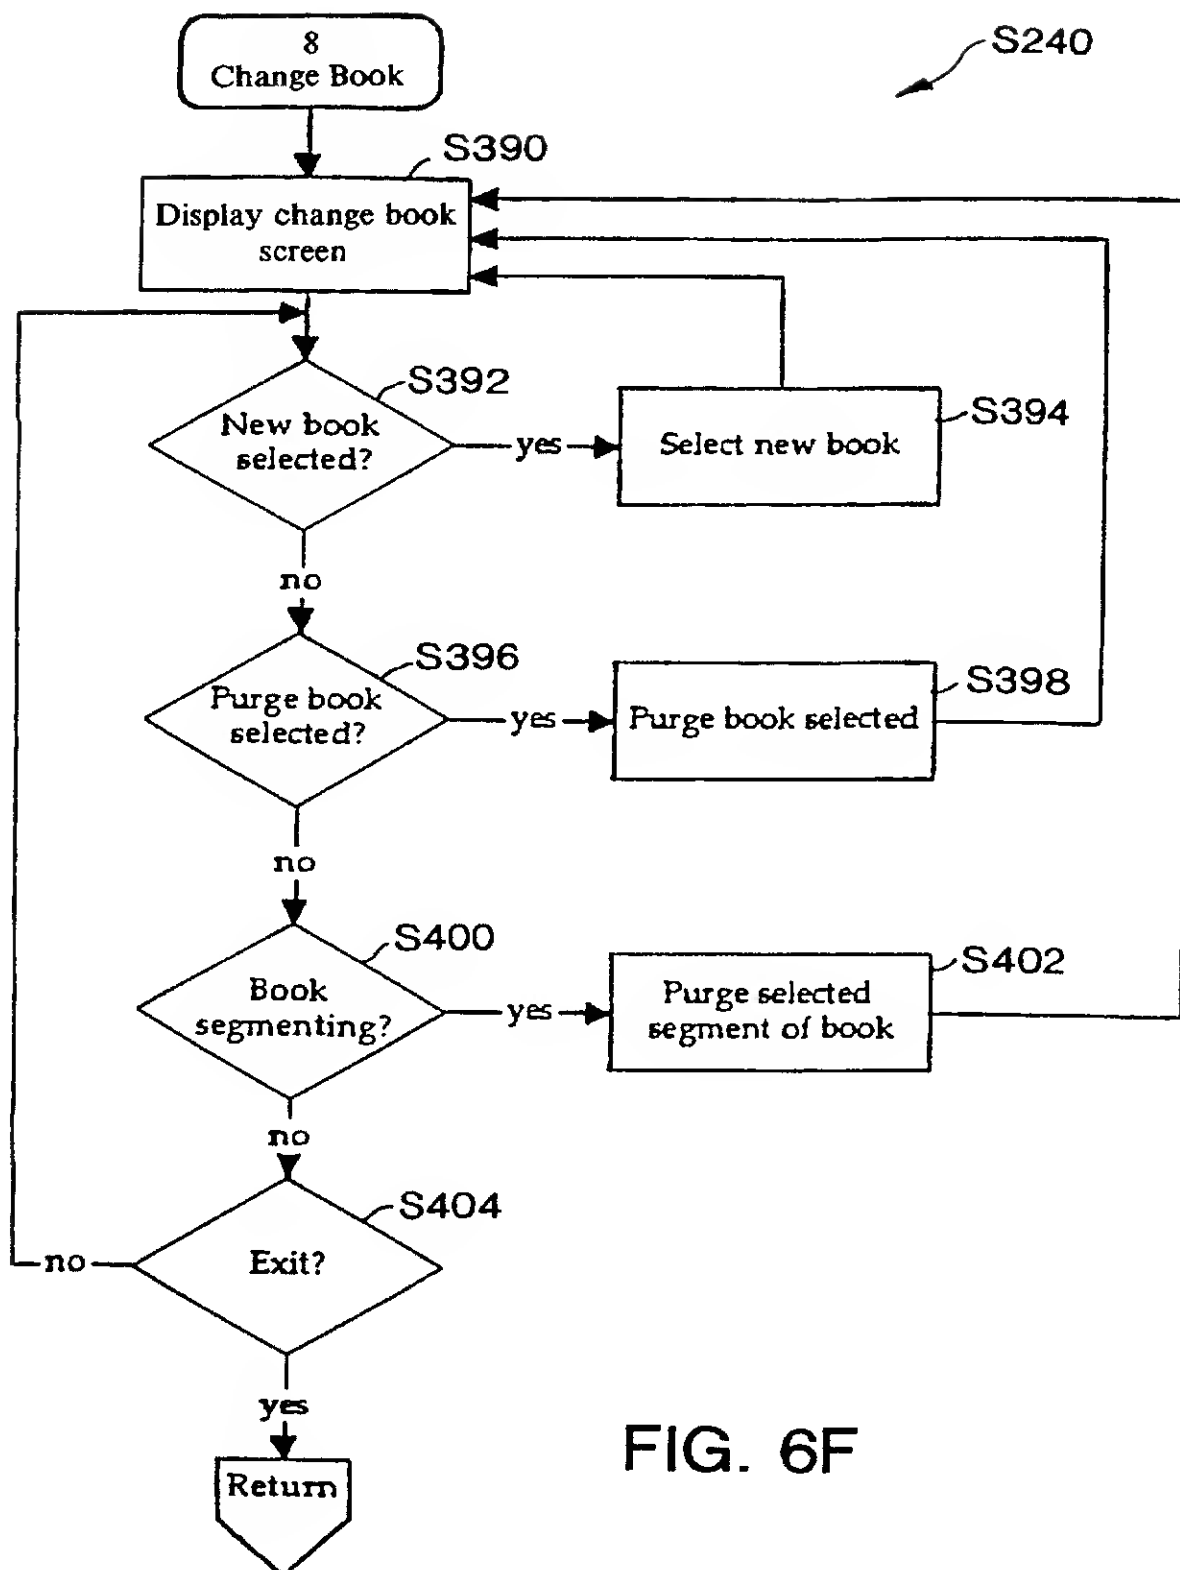 8
Change Book
S240
S390
Display change book
screen
S392
New book
selected?
yes
S394
Select new book
no
S396
Purge book
selected?
yes
S398
Purge book selected
no
S400
Book
segmenting?
yes
S402
Purge selected
segment of book
no
S404
Exit?
no
yes
Return
FIG. 6F